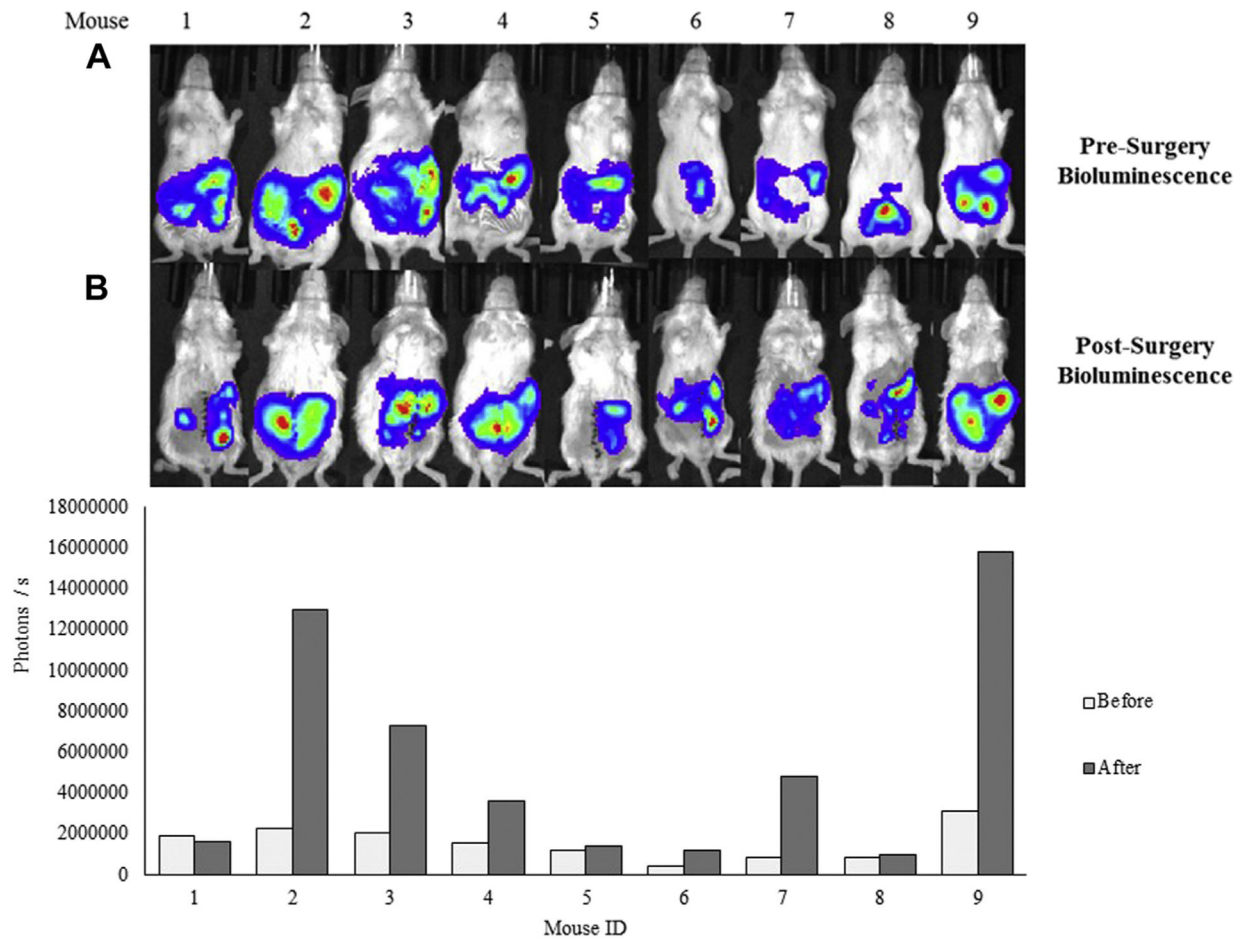 Mouse 1 2 3 4 5 6 7 8 9
A
Pre-Surgery
Bioluminescence
B
Post-Surgery
Bioluminescence
18000000
16000000
14000000
12000000
10000000
8000000
6000000
4000000
2000000
0
Photons / s
1 2 3 4 5 6 7 8 9
Mouse ID
Before
After